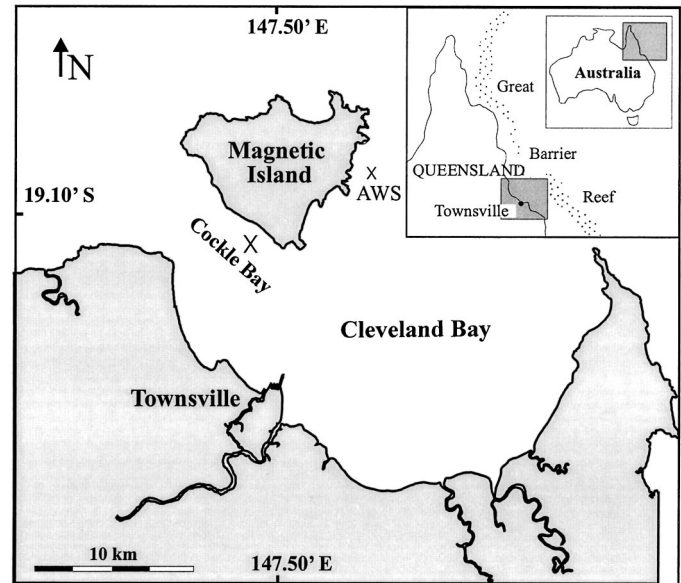 147.50' E
N
Magnetic
Island
X
AWS
19.10' S
X
Cockle Bay
Cleveland Bay
Townsville
10 km
147.50' E
Great
Barrier
Reef
QUEENSLAND
Townsville
Australia